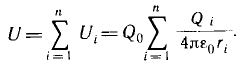 U = \sum_{i=1}^{n} U_i = Q_0 \sum_{i=1}^{n} \frac{Q_i}{4\pi\varepsilon_0 r_i}.